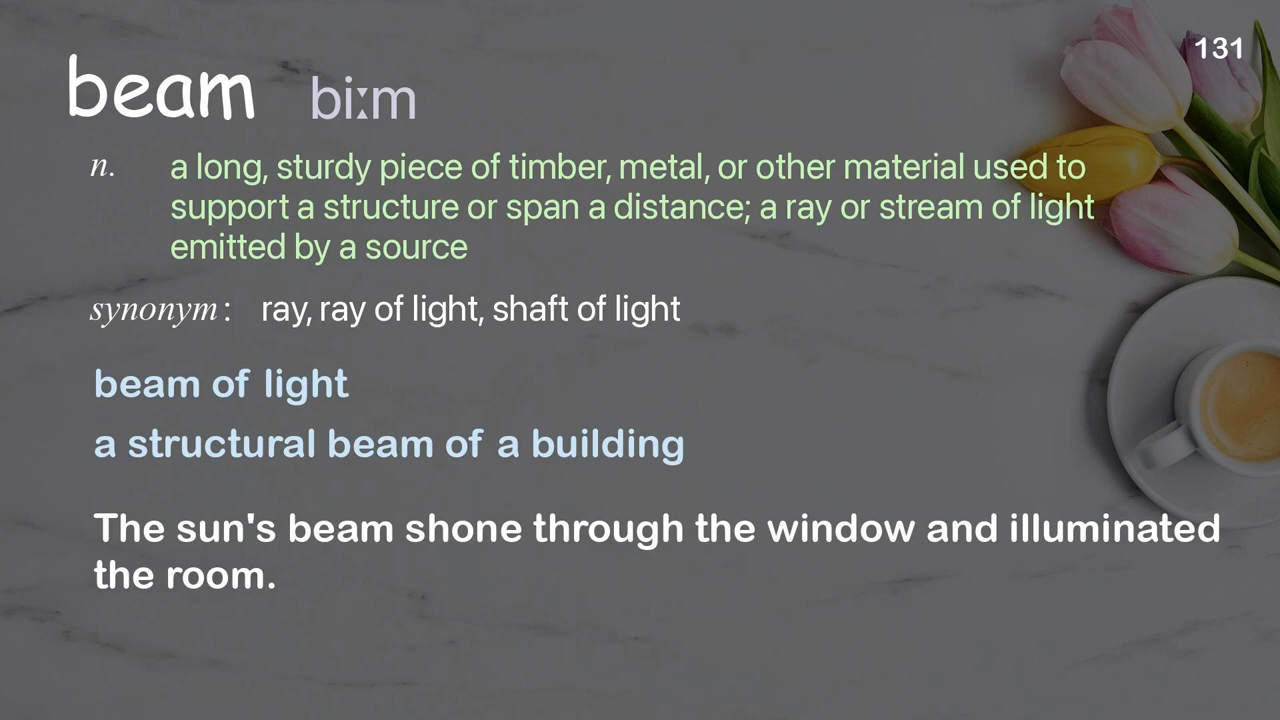 131
beam biːm
n. a long, sturdy piece of timber, metal, or other material used to
support a structure or span a distance; a ray or stream of light
emitted by a source
synonym: ray, ray of light, shaft of light
beam of light
a structural beam of a building
The sun's beam shone through the window and illuminated
the room.